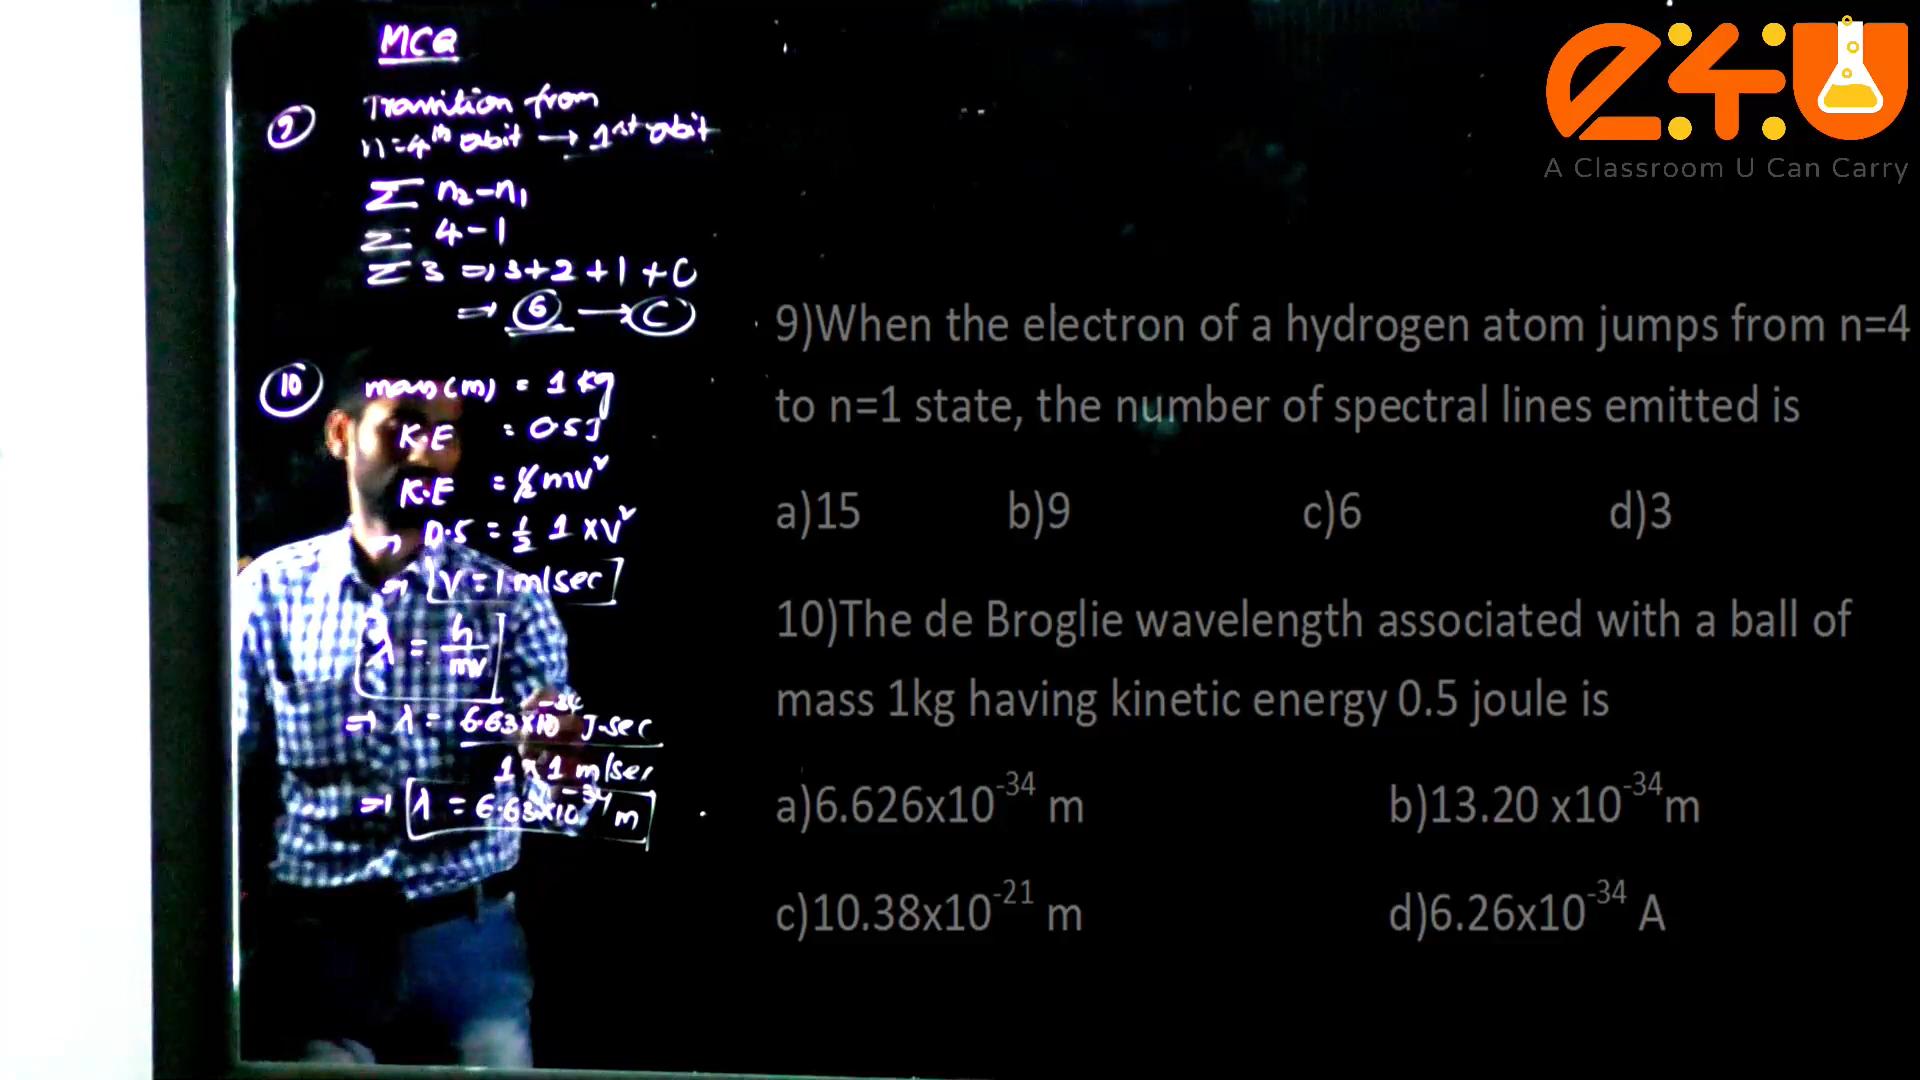 MCQ
9 Transition from
n=4th orbit → 1st orbit
Σ n2-n1
Σ 4-1
Σ 3 ⇒ 3+2+1+0
⇒ 6 → C
10 mass(m) = 1 kg
K.E = 0.5J
K.E = 1/2 mv²
⇒ 0.5 = 1/2 1 x v²
⇒ V = 1 m/sec
λ = h/mv
⇒ λ = 6.63x10^-34 J-sec
1 x 1 m/sec
⇒ λ = 6.63x10^-34 m
e4U
A Classroom U Can Carry
9)When the electron of a hydrogen atom jumps from n=4
to n=1 state, the number of spectral lines emitted is
a)15 b)9 c)6 d)3
10)The de Broglie wavelength associated with a ball of
mass 1kg having kinetic energy 0.5 joule is
a)6.626x10^-34 m b)13.20 x10^-34m
c)10.38x10^-21 m d)6.26x10^-34 A